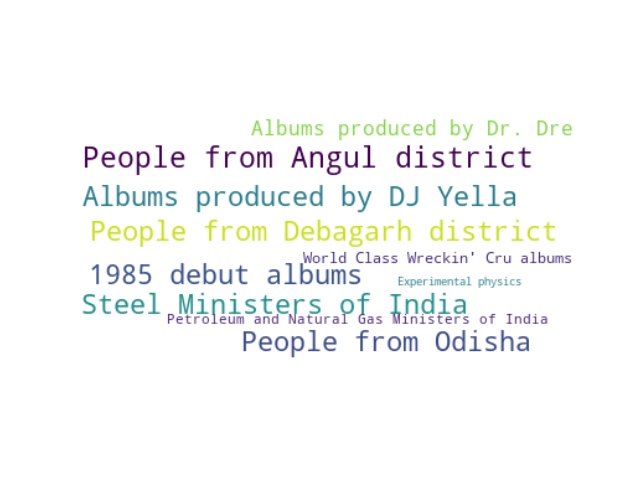 Albums produced by Dr. Dre
People from Angul district
Albums produced by DJ Yella
People from Debagarh district
World Class Wreckin' Cru albums
1985 debut albums
Experimental physics
Steel Ministers of India
Petroleum and Natural Gas Ministers of India
People from Odisha